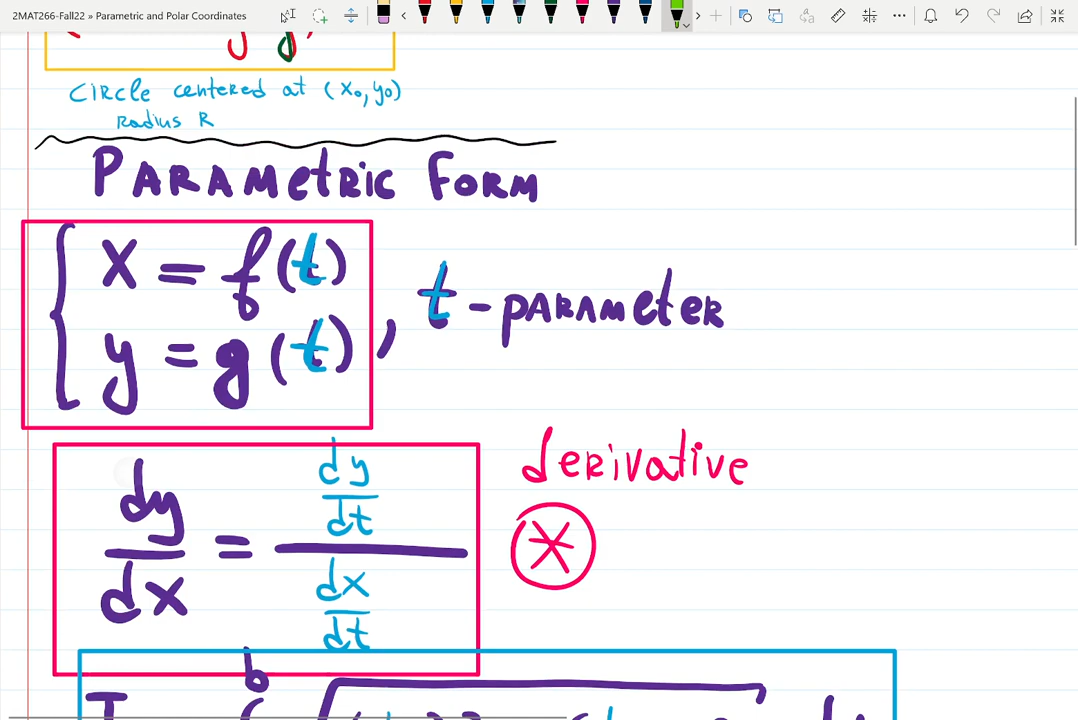 2MAT266-Fall22 » Parametric and Polar Coordinates
Circle centered at (x₀, y₀)
radius R
Parametric Form
x = f(t)
y = g(t) , t - parameter
dy/dx = (dy/dt)/(dx/dt)
derivative
*
b